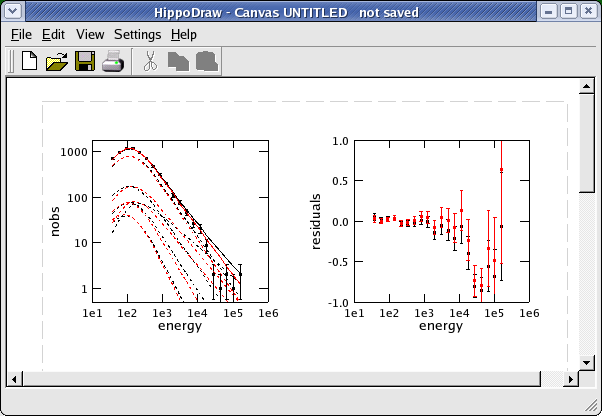 HippoDraw - Canvas UNTITLED   not saved
File Edit View Settings Help
1000
100
10
1
nobs
1e1 1e2 1e3 1e4 1e5 1e6
energy
1.0
0.5
0.0
-0.5
-1.0
residuals
1e1 1e2 1e3 1e4 1e5 1e6
energy